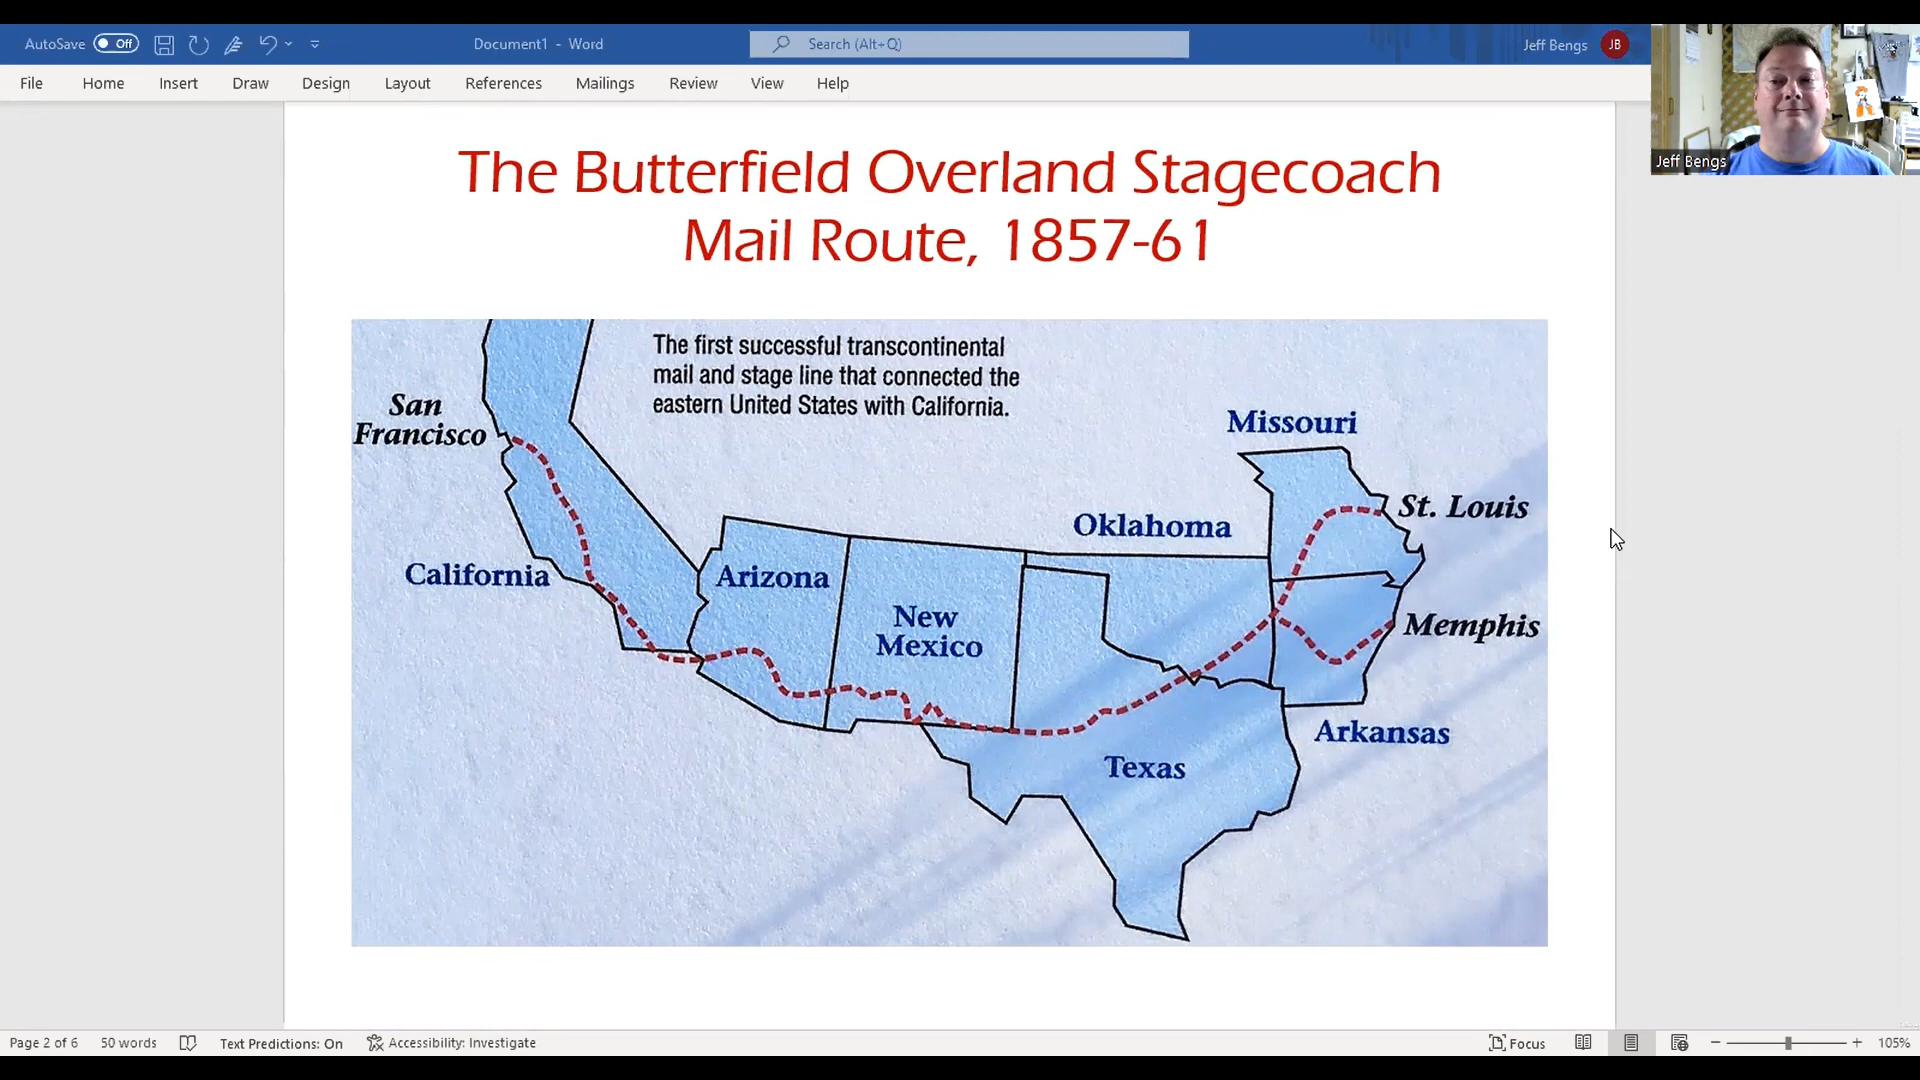 AutoSave Off
Document1 - Word
Search (Alt+Q)
Jeff Bengs JB
File Home Insert Draw Design Layout References Mailings Review View Help
Jeff Bengs
The Butterfield Overland Stagecoach
Mail Route, 1857-61
The first successful transcontinental
mail and stage line that connected the
eastern United States with California.
San
Francisco
Missouri
St. Louis
Oklahoma
California
Arizona
New
Mexico
Memphis
Arkansas
Texas
Page 2 of 6 50 words Text Predictions: On Accessibility: Investigate Focus 105%